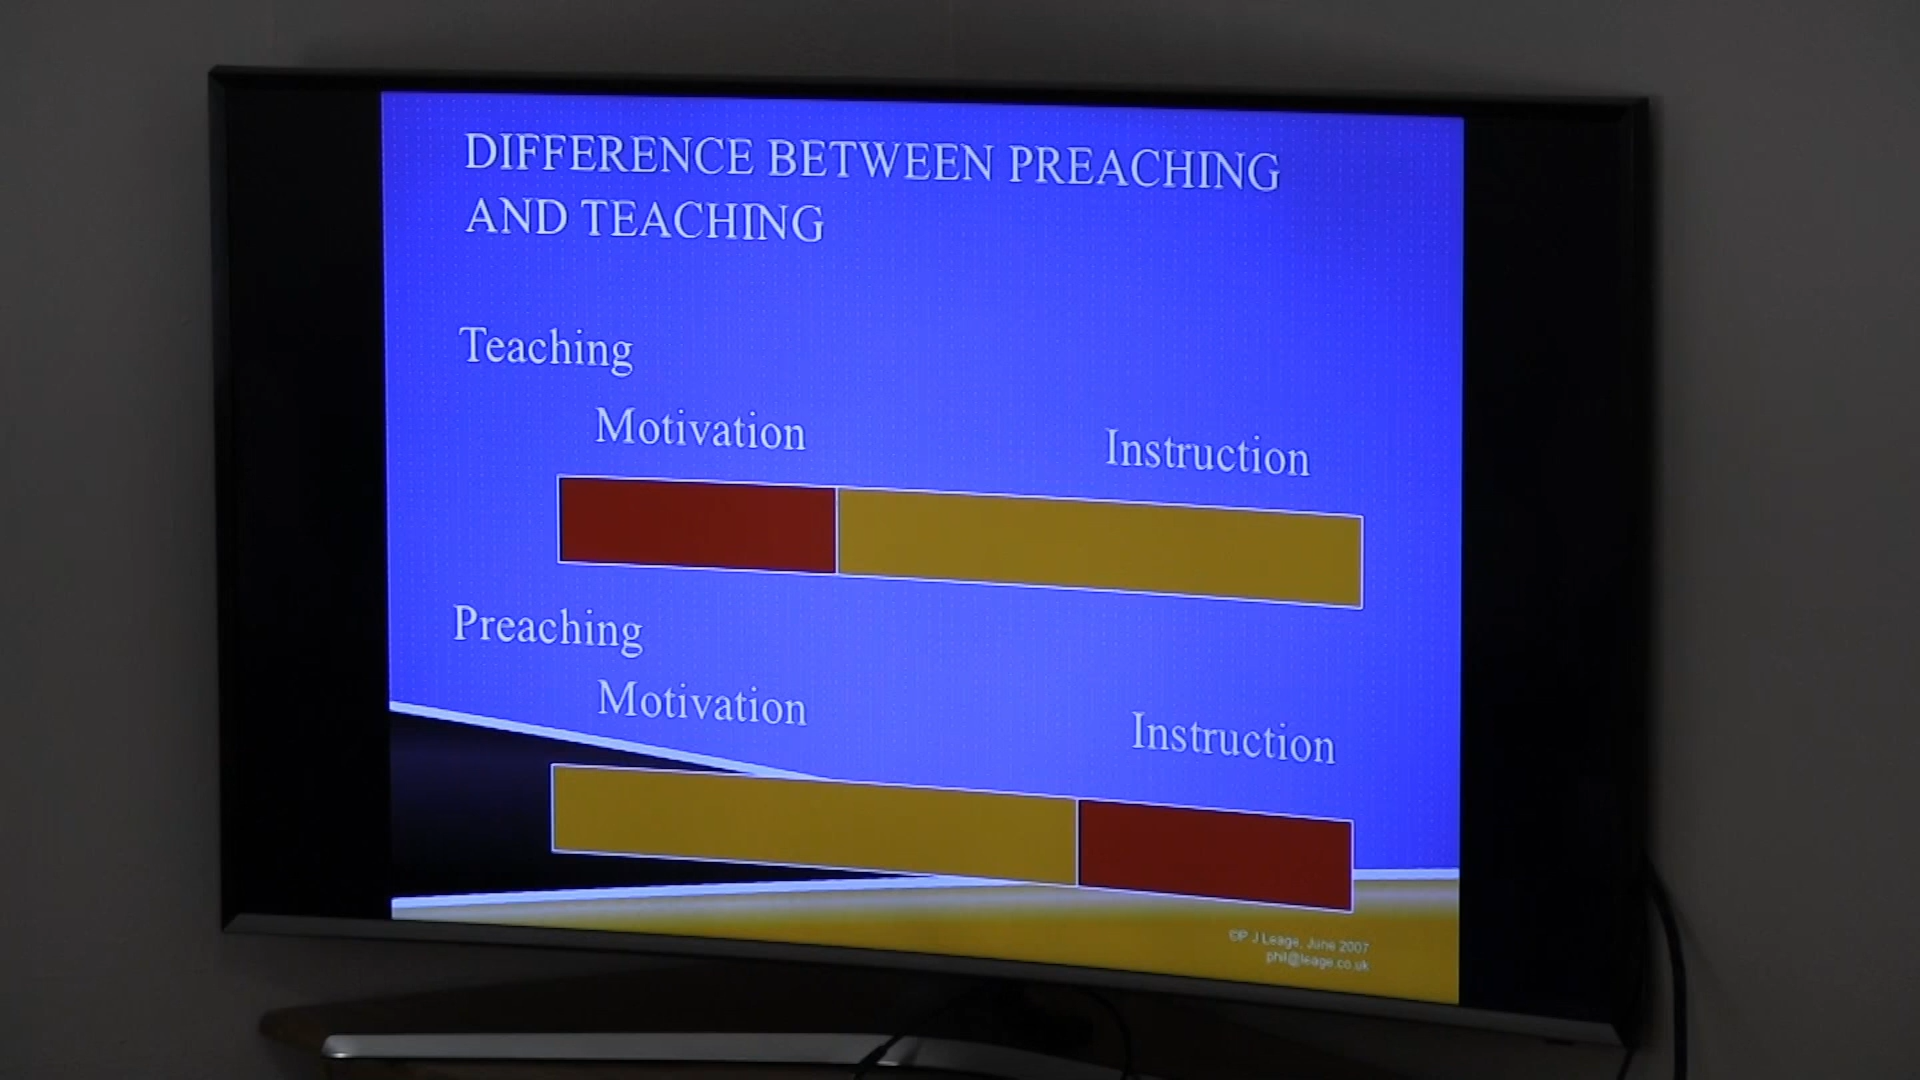 DIFFERENCE BETWEEN PREACHING
AND TEACHING
Teaching
Motivation
Instruction
Preaching
Motivation
Instruction
©P J Leage, June 2007
phil@leage.co.uk